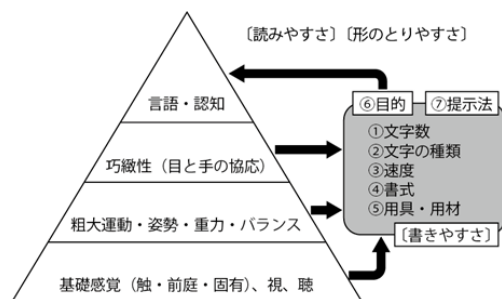 〔読みやすさ〕〔形のとりやすさ〕
言語・認知
巧緻性（目と手の協応）
粗大運動・姿勢・重力・バランス
基礎感覚（触・前庭・固有）、視、聴
⑥目的
⑦提示法
①文字数
②文字の種類
③速度
④書式
⑤用具・用材
〔書きやすさ〕